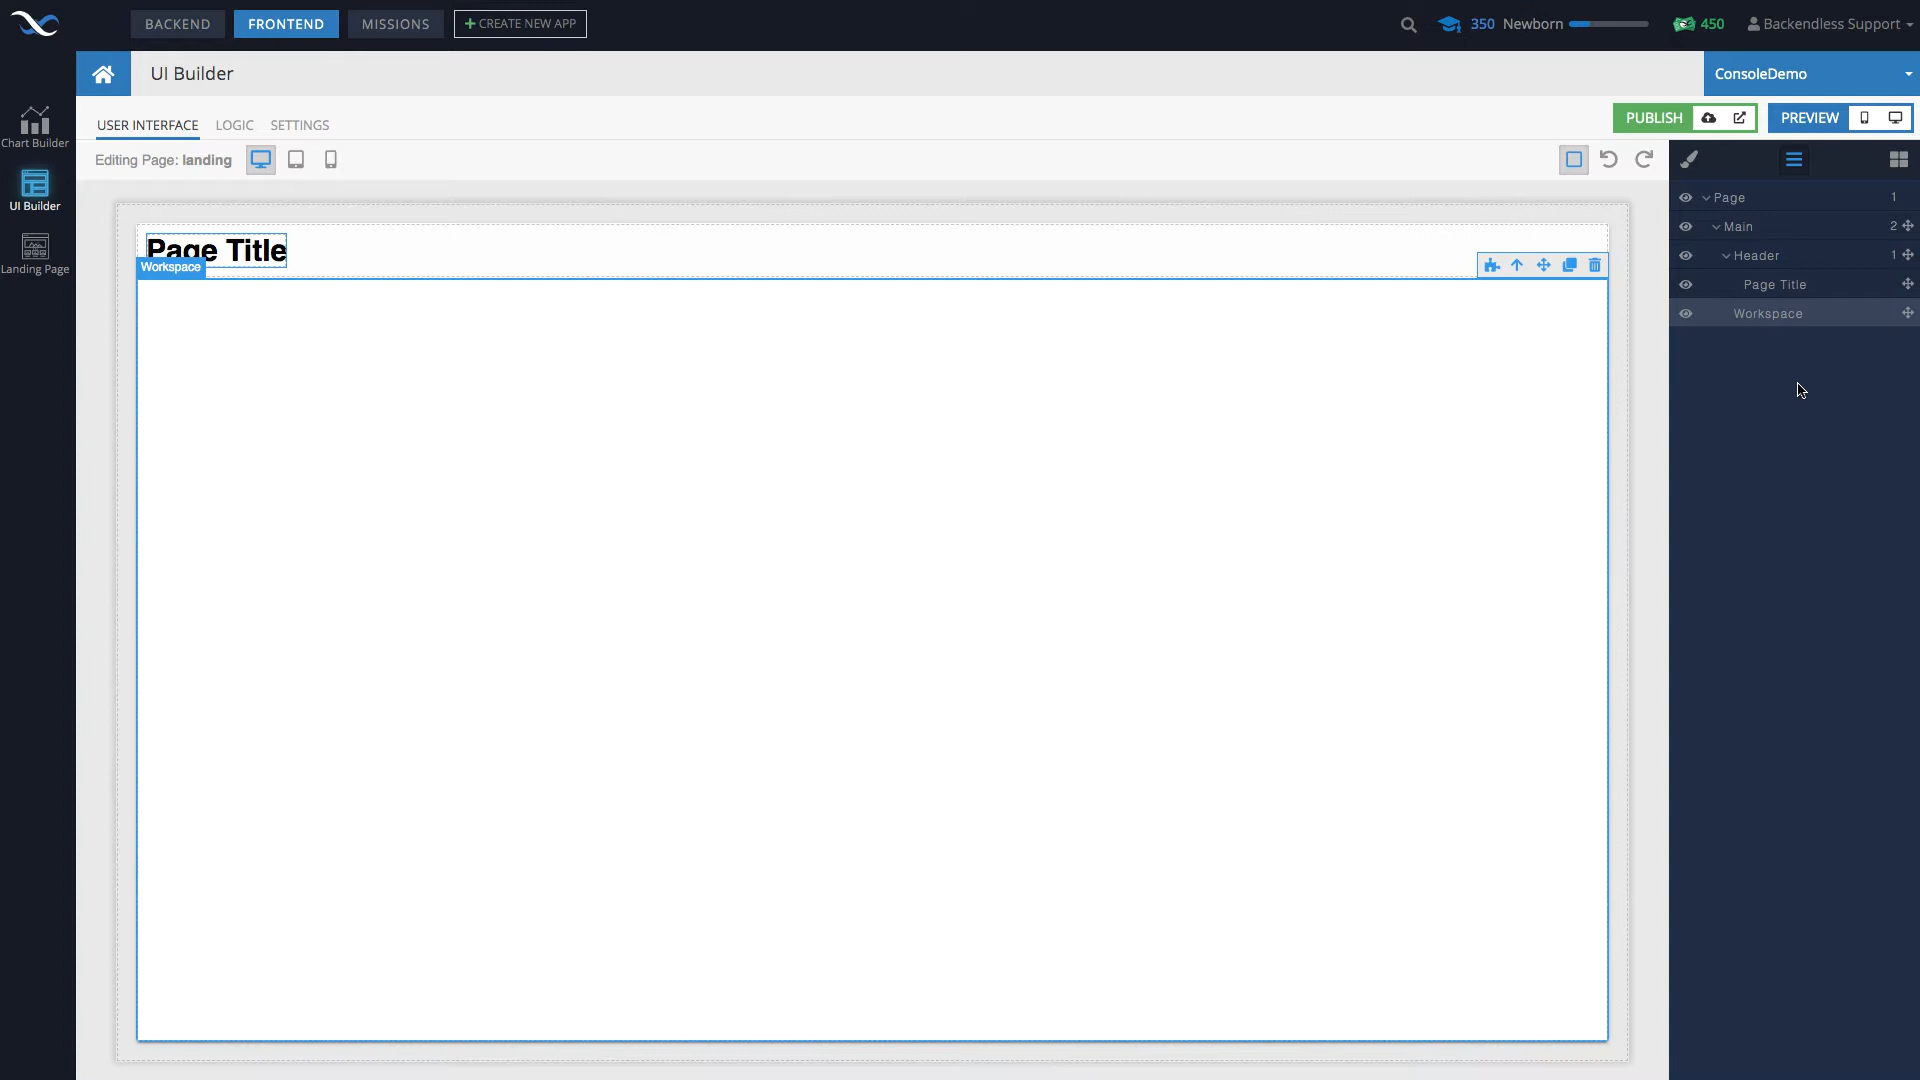 BACKEND
FRONTEND
MISSIONS
+ CREATE NEW APP
350 Newborn
450
Backendless Support
UI Builder
ConsoleDemo
USER INTERFACE
LOGIC
SETTINGS
PUBLISH
PREVIEW
Chart Builder
UI Builder
Landing Page
Editing Page: landing
Page Title
Workspace
Page 1
Main 2
Header 1
Page Title
Workspace